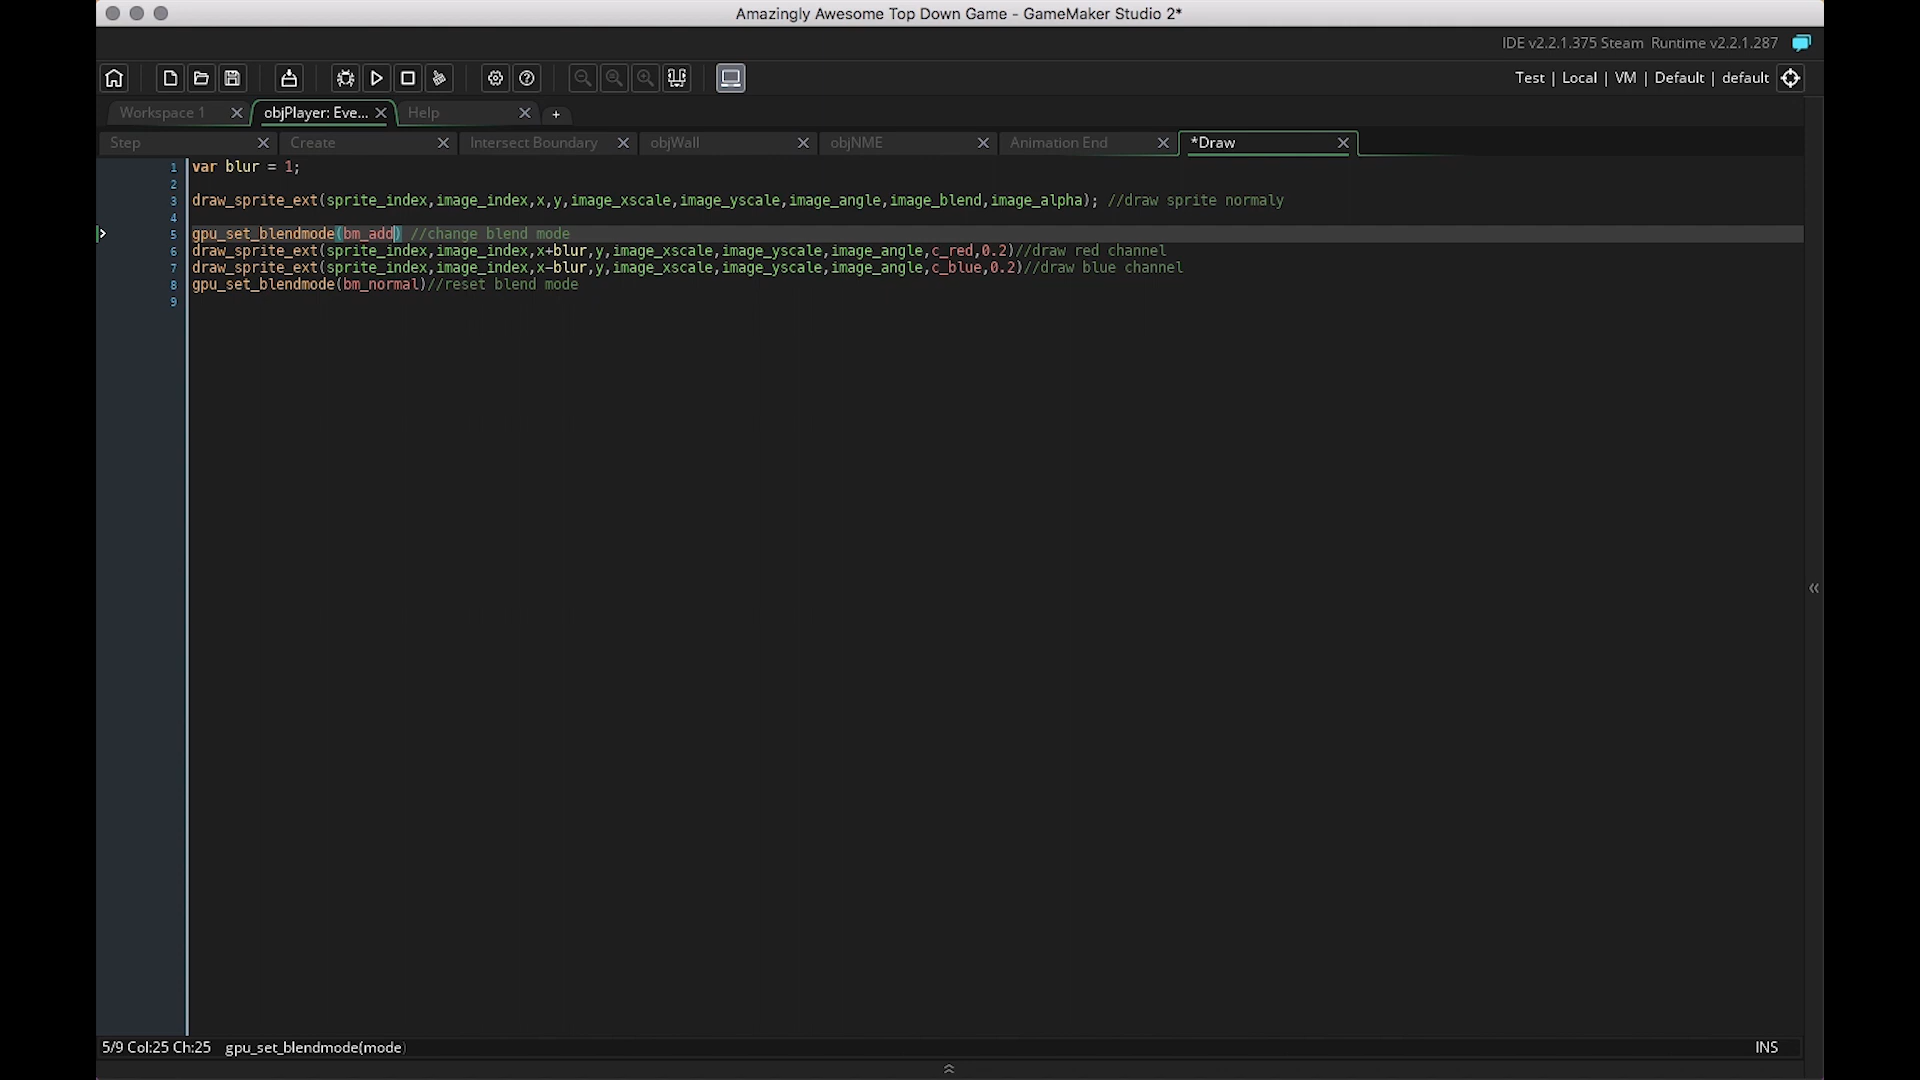 Amazingly Awesome Top Down Game - GameMaker Studio 2*
IDE v2.2.1.375 Steam Runtime v2.2.1.287
Test | Local | VM | Default | default
Workspace 1 objPlayer: Eve... Help +
Step Create Intersect Boundary objWall objNME Animation End *Draw
1 var blur = 1;
2
3 draw_sprite_ext(sprite_index,image_index,x,y,image_xscale,image_yscale,image_angle,image_blend,image_alpha); //draw sprite normaly
4
5 gpu_set_blendmode(bm_add) //change blend mode
6 draw_sprite_ext(sprite_index,image_index,x+blur,y,image_xscale,image_yscale,image_angle,c_red,0.2)//draw red channel
7 draw_sprite_ext(sprite_index,image_index,x-blur,y,image_xscale,image_yscale,image_angle,c_blue,0.2)//draw blue channel
8 gpu_set_blendmode(bm_normal)//reset blend mode
9
5/9 Col:25 Ch:25 gpu_set_blendmode(mode) INS